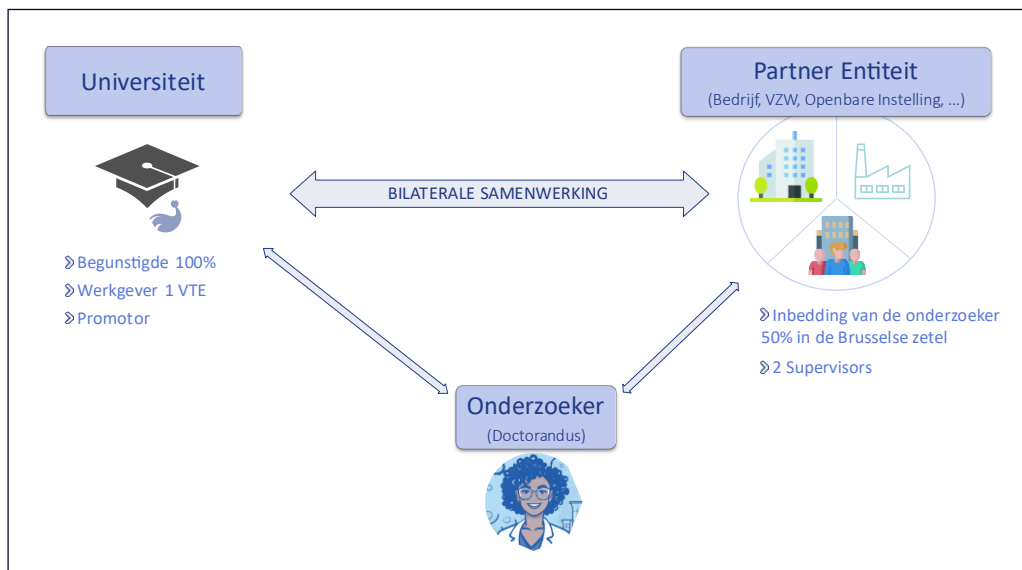 Universiteit
Partner Entiteit
(Bedrijf, VZW, Openbare Instelling, ...)
BILATERALE SAMENWERKING
Begunstigde 100%
Werkgever 1 VTE
Promotor
Inbedding van de onderzoeker
50% in de Brusselse zetel
2 Supervisors
Onderzoeker
(Doctorandus)